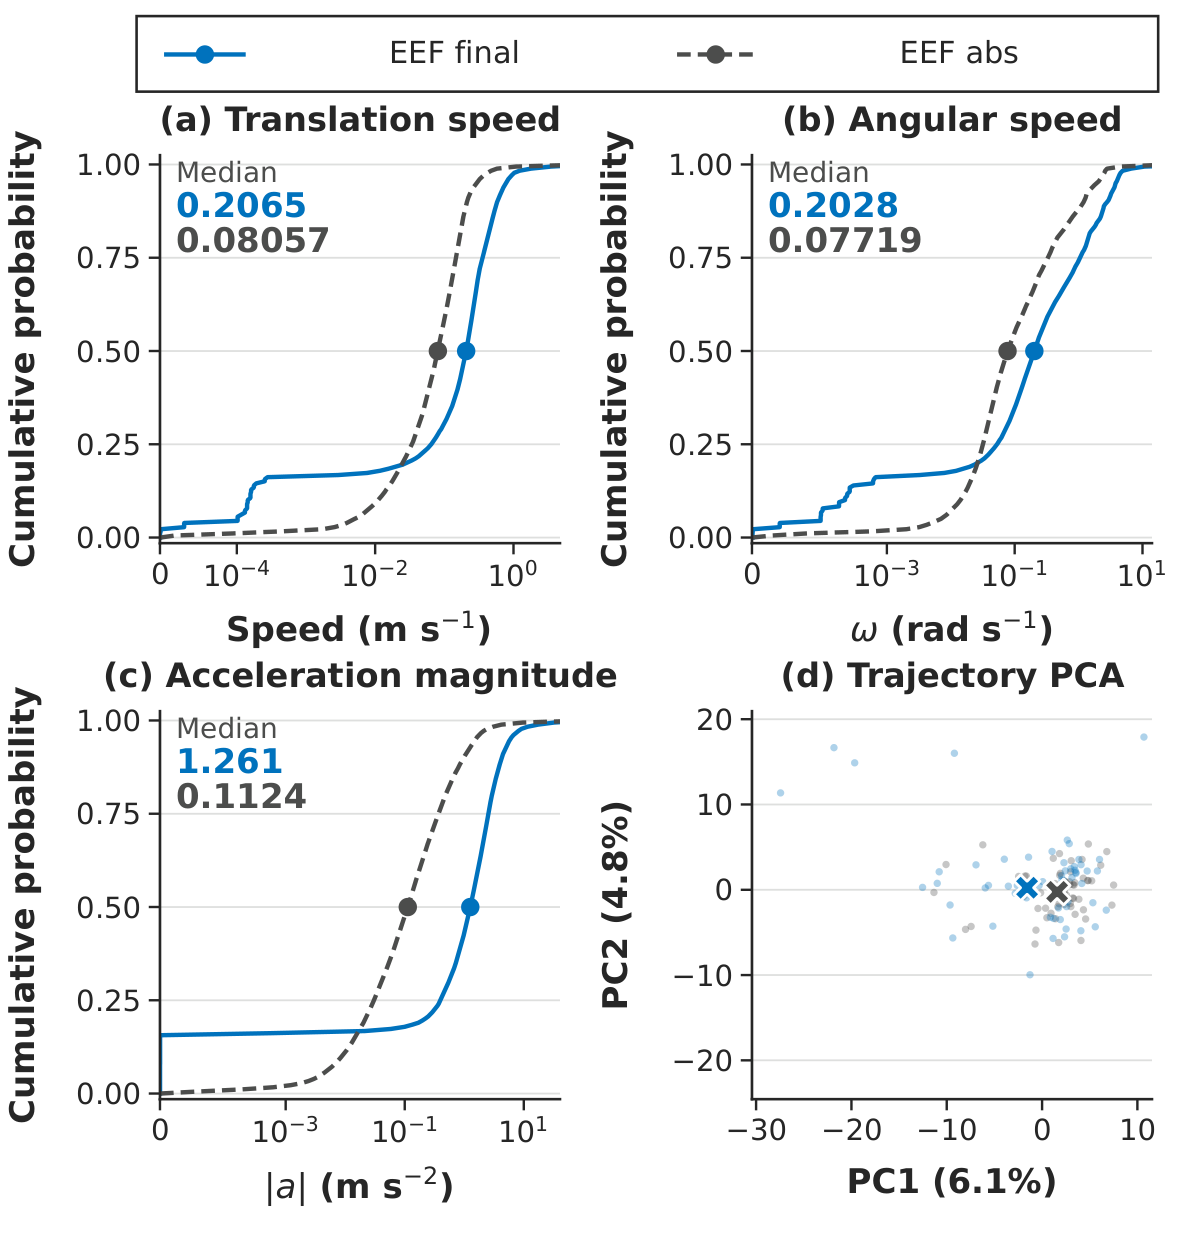 EEF final EEF abs
(a) Translation speed
Cumulative probability
1.00
0.75
0.50
0.25
0.00
Median
0.2065
0.08057
0 10⁻⁴ 10⁻² 10⁰
Speed (m s⁻¹)
(b) Angular speed
Cumulative probability
1.00
0.75
0.50
0.25
0.00
Median
0.2028
0.07719
0 10⁻³ 10⁻¹ 10¹
ω (rad s⁻¹)
(c) Acceleration magnitude
Cumulative probability
1.00
0.75
0.50
0.25
0.00
Median
1.261
0.1124
0 10⁻³ 10⁻¹ 10¹
|a| (m s⁻²)
(d) Trajectory PCA
PC2 (4.8%)
20
10
0
−10
−20
−30 −20 −10 0 10
PC1 (6.1%)